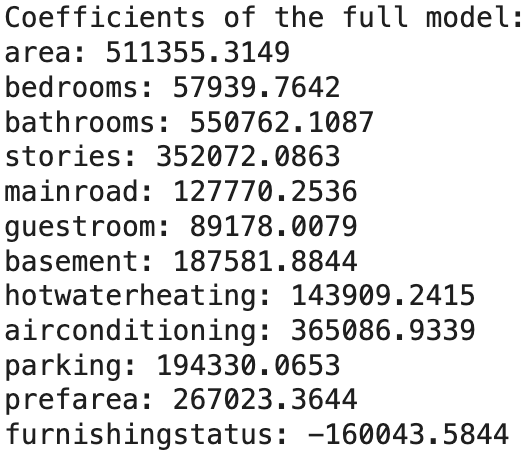 Coefficients of the full model:
area: 511355.3149
bedrooms: 57939.7642
bathrooms: 550762.1087
stories: 352072.0863
mainroad: 127770.2536
guestroom: 89178.0079
basement: 187581.8844
hotwaterheating: 143909.2415
airconditioning: 365086.9339
parking: 194330.0653
prefarea: 267023.3644
furnishingstatus: -160043.5844